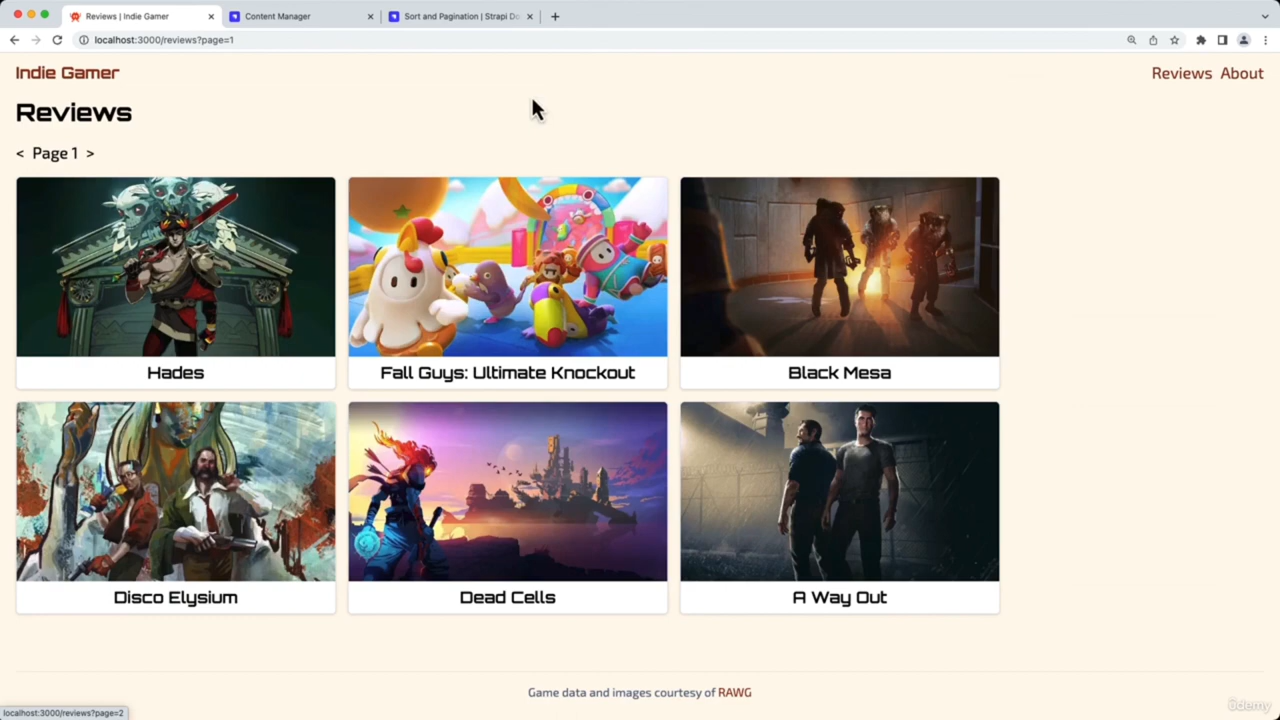 Reviews | Indie Gamer
Content Manager
Sort and Pagination | Strapi Do
localhost:3000/reviews?page=1
Indie Gamer
Reviews About
Reviews
< Page 1 >
Hades
Fall Guys: Ultimate Knockout
Black Mesa
Disco Elysium
Dead Cells
A Way Out
Game data and images courtesy of RAWG
localhost:3000/reviews?page=2
ûdemy